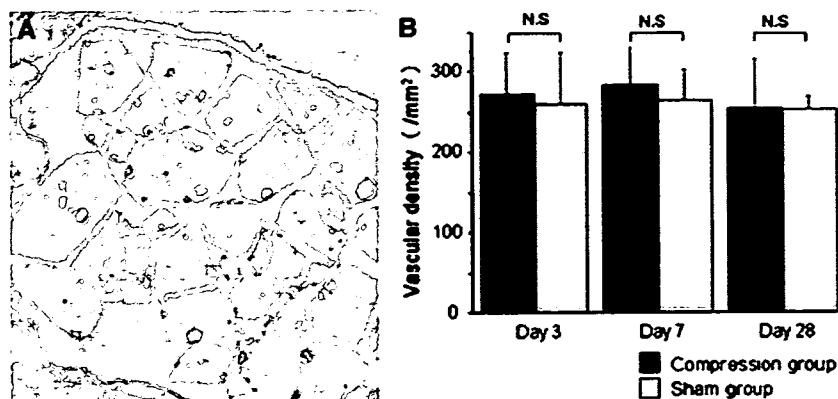 A
B
N.S
N.S
N.S
Vascular density ( /mm²)
300
200
100
0
Day 3
Day 7
Day 28
Compression group
Sham group